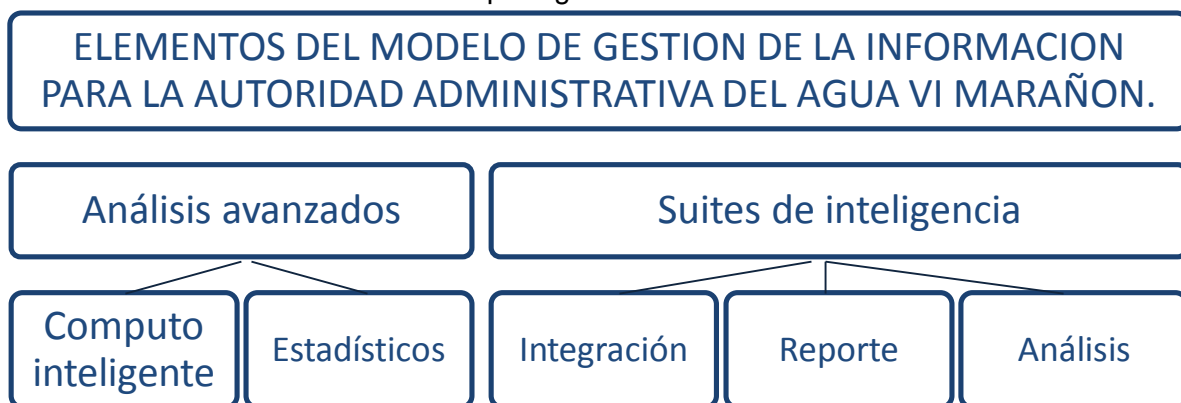 ELEMENTOS DEL MODELO DE GESTION DE LA INFORMACION
PARA LA AUTORIDAD ADMINISTRATIVA DEL AGUA VI MARAÑON.
Análisis avanzados
Suites de inteligencia
Computo
inteligente
Estadísticos
Integración
Reporte
Análisis